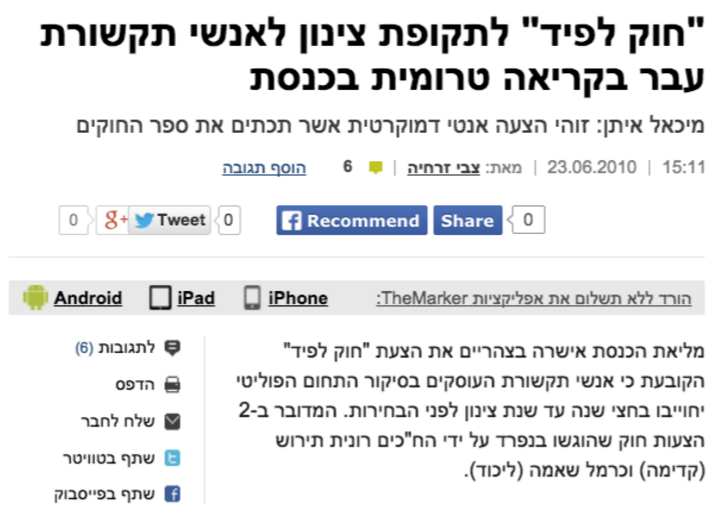 "חוק לפיד" לתקופת צינון לאנשי תקשורת
עבר בקריאה טרומית בכנסת
מיכאל איתן: זוהי הצעה אנטי דמוקרטית אשר תכתים את ספר החוקים
15:11 | 23.06.2010 | מאת: צבי זרחיה | 6 הוסף תגובה
0 g+ Tweet 0 Recommend Share 0
הורד ללא תשלום את אפליקציות TheMarker: iPhone iPad Android
מליאת הכנסת אישרה בצהריים את הצעת "חוק לפיד"
הקובעת כי אנשי תקשורת העוסקים בסיקור התחום הפוליטי
יחוייבו בחצי שנה עד שנת צינון לפני הבחירות. המדובר ב-2
הצעות חוק שהוגשו בנפרד על ידי הח"כים רונית תירוש
(קדימה) וכרמל שאמה (ליכוד).
לתגובות (6)
הדפס
שלח לחבר
שתף בטוויטר
שתף בפייסבוק